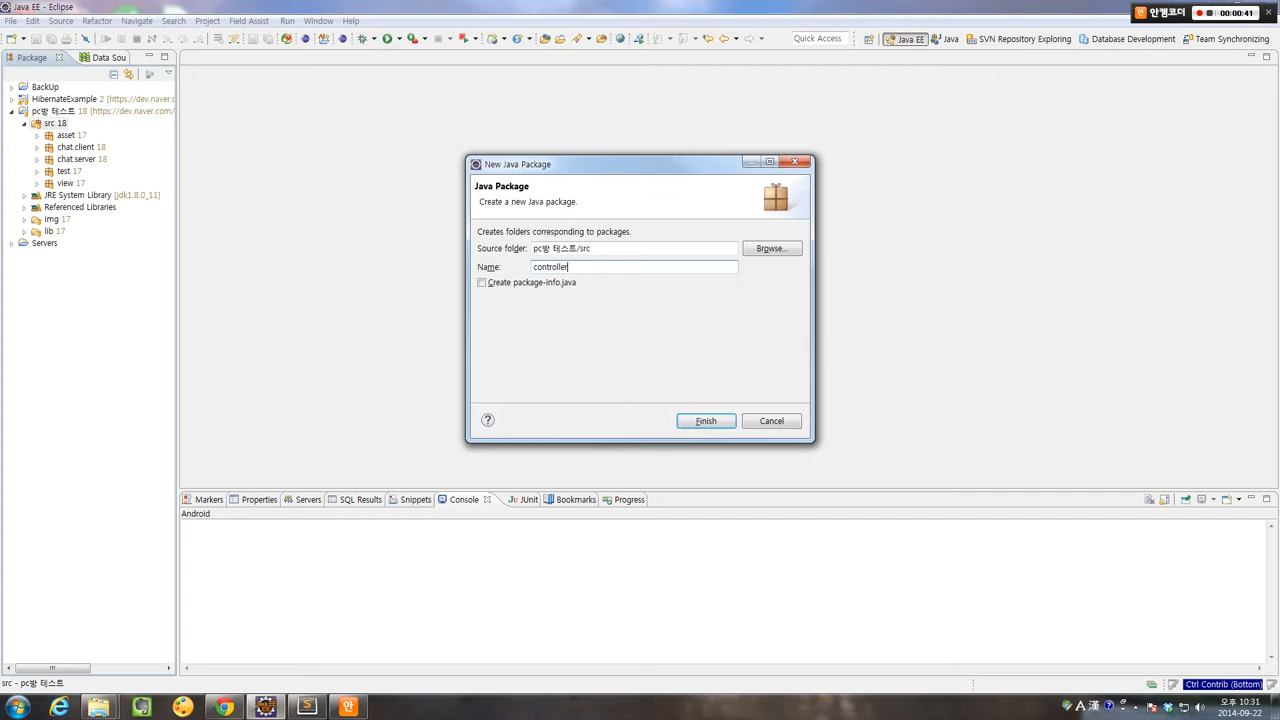 Java EE - Eclipse
안캠코더
00:00:41
File Edit Source Refactor Navigate Search Project Field Assist Run Window Help
Quick Access
Java EE
Java
SVN Repository Exploring
Database Development
Team Synchronizing
Package
Data Sou
BackUp
HibernateExample 2 [https://dev.naver.c
pc방 테스트 18 [https://dev.naver.com/
src 18
asset 17
chat.client 18
chat.server 18
test 17
view 17
JRE System Library [jdk1.8.0_11]
Referenced Libraries
img 17
lib 17
Servers
New Java Package
Java Package
Create a new Java package.
Creates folders corresponding to packages.
Source folder: pc방 테스트/src
Browse...
Name: controller
Create package-info.java
Finish
Cancel
Markers Properties Servers SQL Results Snippets Console JUnit Bookmarks Progress
Android
src - pc방 테스트
Ctrl Contrib (Bottom)
A 漢
오후 10:31
2014-09-22